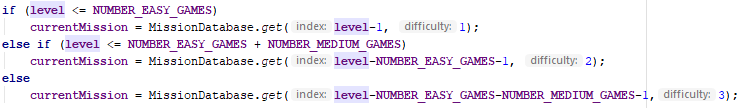 if (level <= NUMBER_EASY_GAMES)
currentMission = MissionDatabase.get( index: level-1, difficulty: 1);
else if (level <= NUMBER_EASY_GAMES + NUMBER_MEDIUM_GAMES)
currentMission = MissionDatabase.get( index: level-NUMBER_EASY_GAMES-1, difficulty: 2);
else
currentMission = MissionDatabase.get( index: level-NUMBER_EASY_GAMES-NUMBER_MEDIUM_GAMES-1, difficulty: 3);